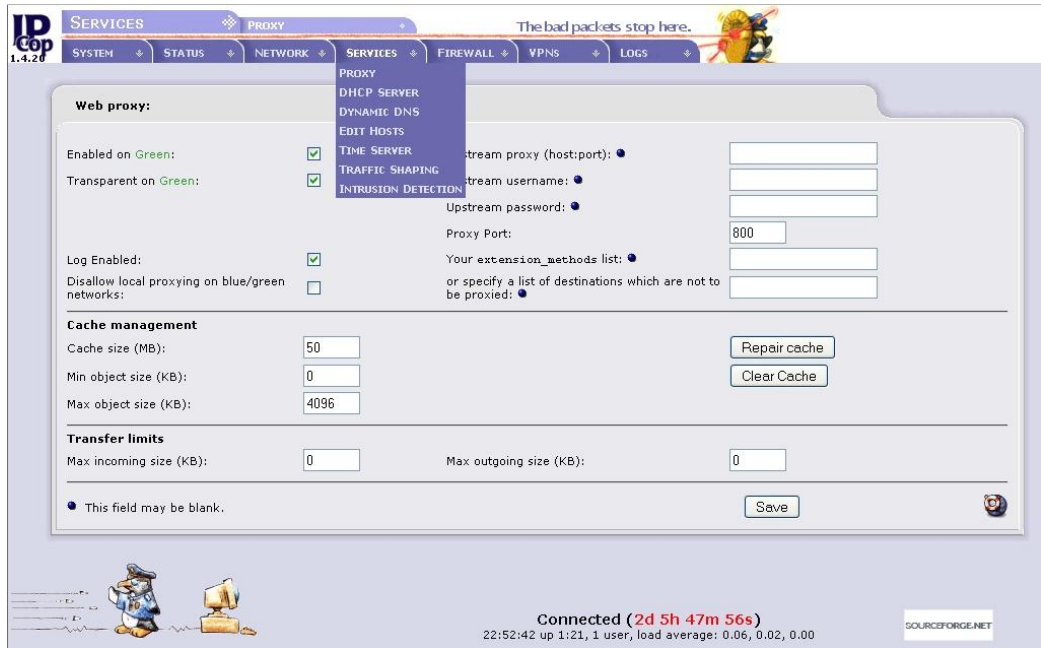 IP
COP
1.4.20
SERVICES PROXY The bad packets stop here.
SYSTEM STATUS NETWORK SERVICES FIREWALL VPNS LOGS
PROXY
DHCP SERVER
DYNAMIC DNS
EDIT HOSTS
TIME SERVER
TRAFFIC SHAPING
INTRUSION DETECTION
Web proxy:
Enabled on Green: stream proxy (host:port):
Transparent on Green: stream username:
Upstream password:
Proxy Port: 800
Log Enabled: Your extension_methods list:
Disallow local proxying on blue/green networks: or specify a list of destinations which are not to be proxied:
Cache management
Cache size (MB): 50 Repair cache
Min object size (KB): 0 Clear Cache
Max object size (KB): 4096
Transfer limits
Max incoming size (KB): 0 Max outgoing size (KB): 0
This field may be blank. Save
Connected (2d 5h 47m 56s)
22:52:42 up 1:21, 1 user, load average: 0.06, 0.02, 0.00
SOURCEFORGE.NET